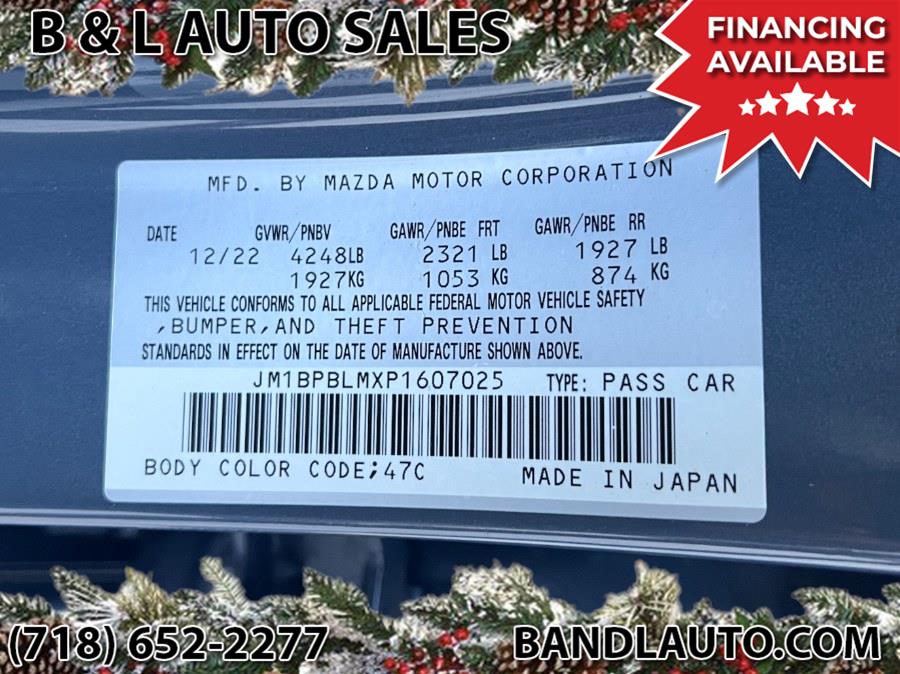 B & L AUTO SALES
FINANCING
AVAILABLE
MFD. BY MAZDA MOTOR CORPORATION
DATE GVWR/PNBV GAWR/PNBE FRT GAWR/PNBE RR
12/22 4248LB 2321 LB 1927 LB
1927KG 1053 KG 874 KG
THIS VEHICLE CONFORMS TO ALL APPLICABLE FEDERAL MOTOR VEHICLE SAFETY
,BUMPER,AND THEFT PREVENTION
STANDARDS IN EFFECT ON THE DATE OF MANUFACTURE SHOWN ABOVE.
JM1BPBLMXP1607025 TYPE: PASS CAR
BODY COLOR CODE;47C MADE IN JAPAN
(718) 652-2277 BANDLAUTO.COM